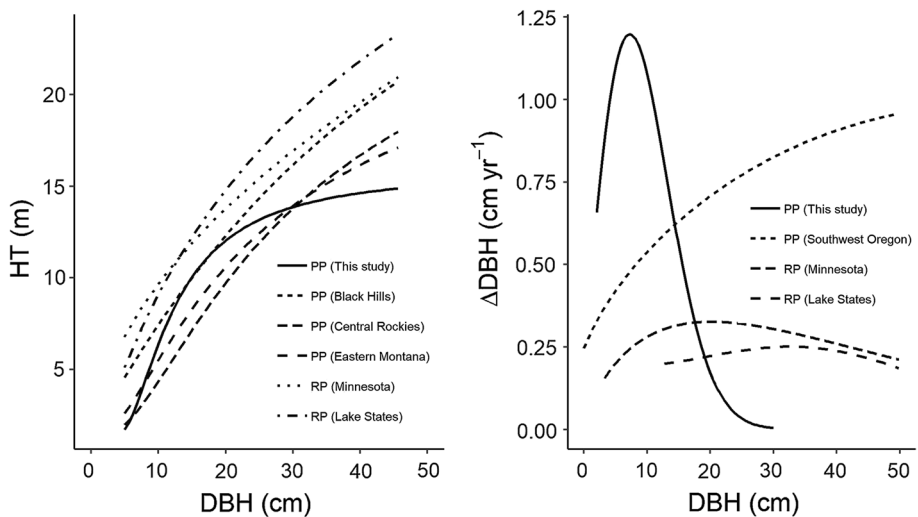 HT (m)
20
15
10
5
PP (This study)
PP (Black Hills)
PP (Central Rockies)
PP (Eastern Montana)
RP (Minnesota)
RP (Lake States)
0 10 20 30 40 50
DBH (cm)
ΔDBH (cm yr⁻¹)
1.25
1.00
0.75
0.50
0.25
0.00
PP (This study)
PP (Southwest Oregon)
RP (Minnesota)
RP (Lake States)
0 10 20 30 40 50
DBH (cm)